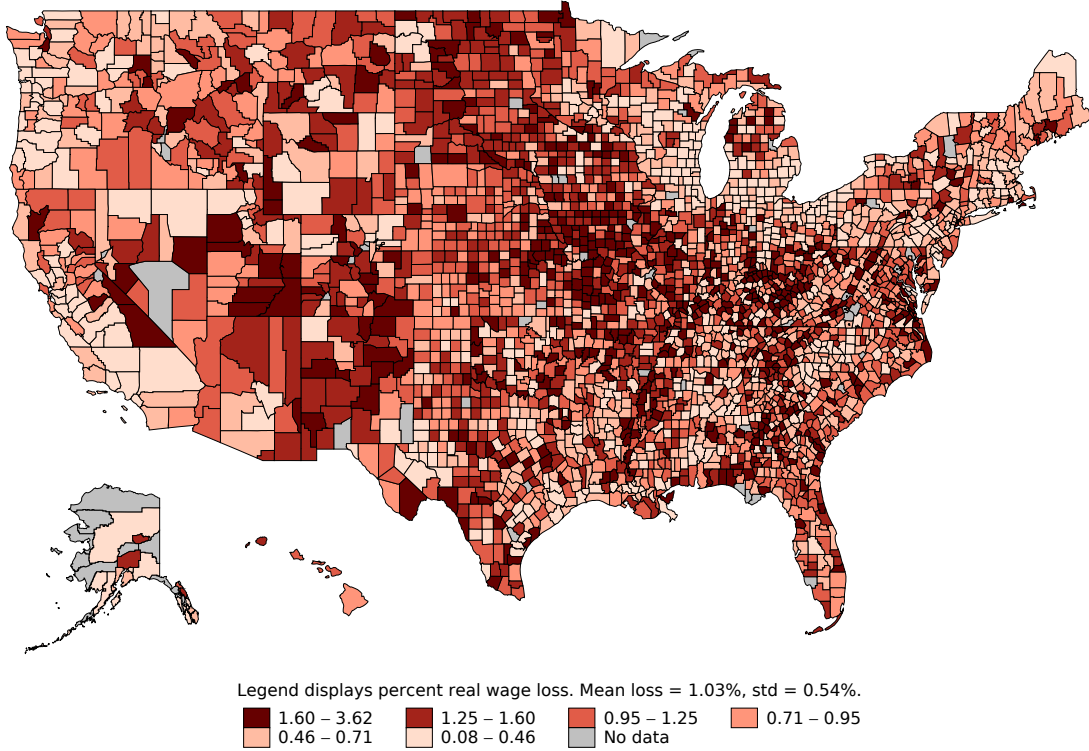 Legend displays percent real wage loss. Mean loss = 1.03%, std = 0.54%.
1.60 – 3.62 1.25 – 1.60 0.95 – 1.25 0.71 – 0.95
0.46 – 0.71 0.08 – 0.46 No data